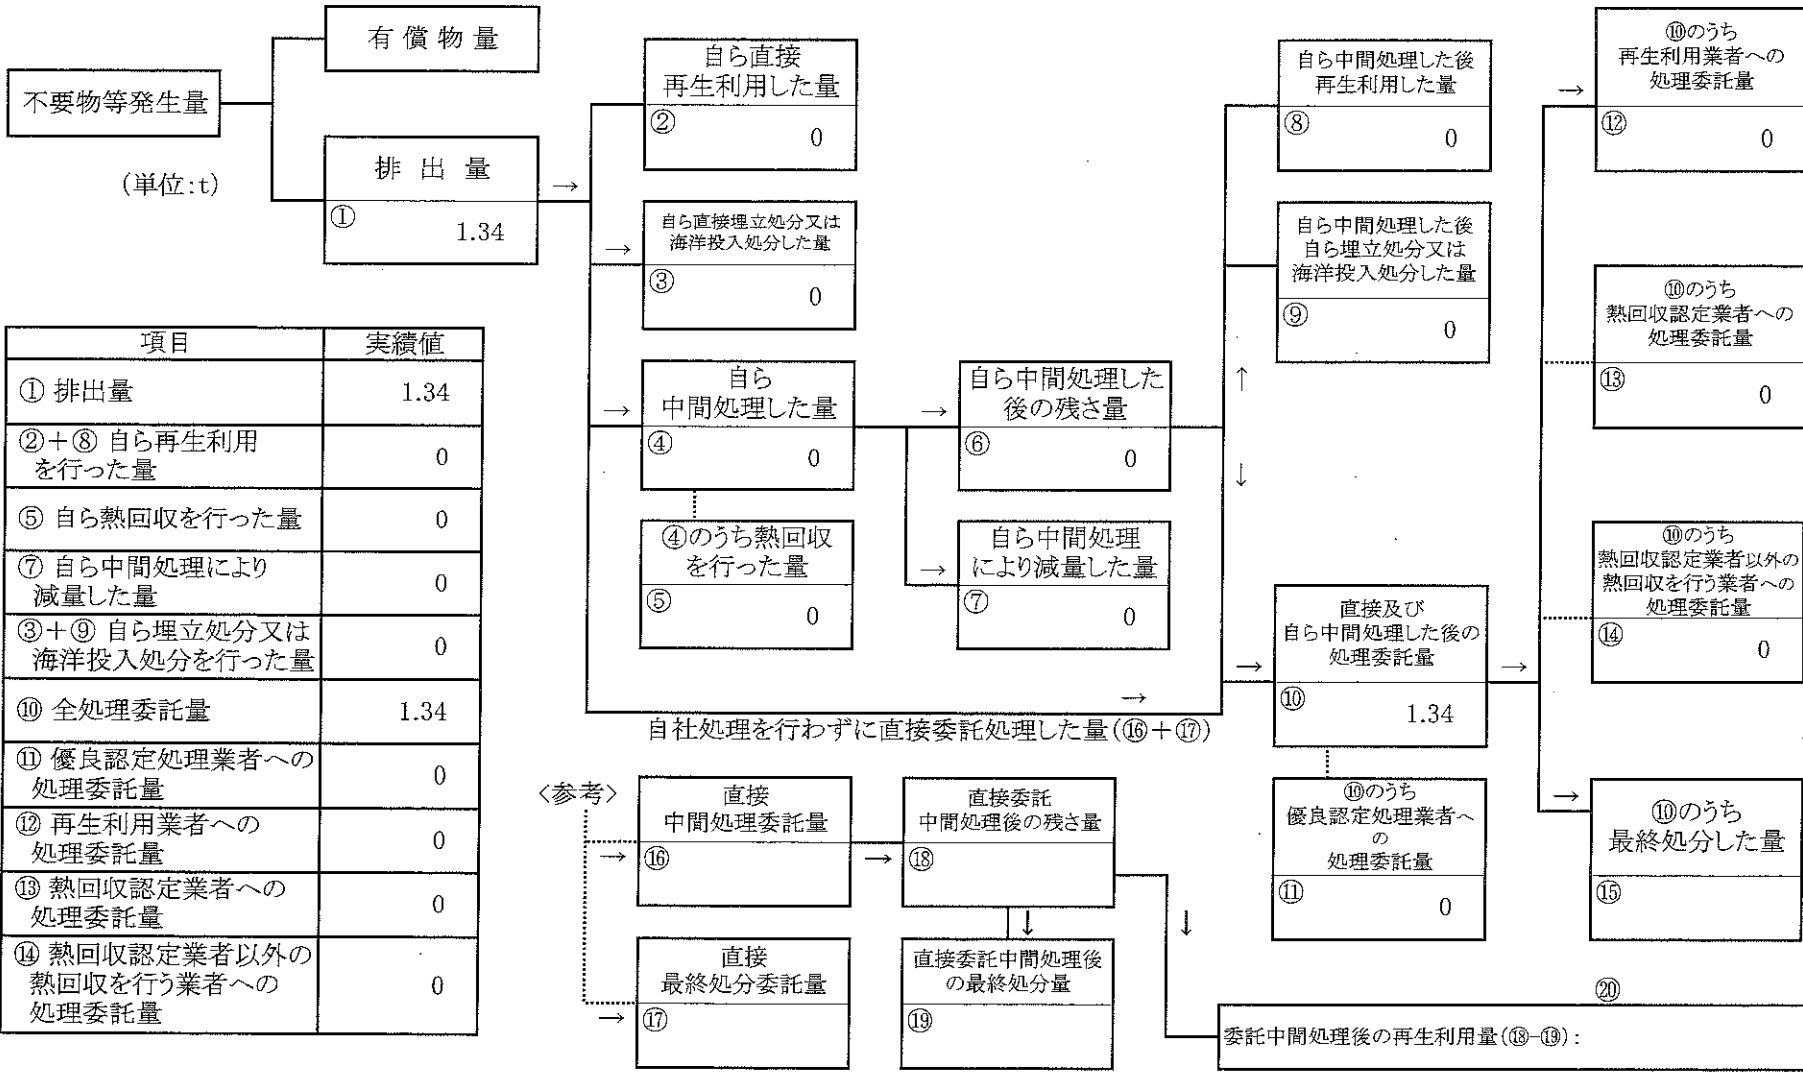 不要物等発生量
(単位:t)
有償物量
排出量
①
1.34
自ら直接
再生利用した量
②
0
自ら直接埋立処分又は
海洋投入処分した量
③
0
自ら
中間処理した量
④
0
④のうち熱回収
を行った量
⑤
0
自ら中間処理した
後の残さ量
⑥
0
自ら中間処理
により減量した量
⑦
0
自ら中間処理した後
再生利用した量
⑧
0
自ら中間処理した後
自ら埋立処分又は
海洋投入処分した量
⑨
0
直接及び
自ら中間処理した後の
処理委託量
⑩
1.34
⑩のうち
優良認定処理業者へ
の
処理委託量
⑪
0
⑩のうち
再生利用業者への
処理委託量
⑫
0
⑩のうち
熱回収認定業者への
処理委託量
⑬
0
⑩のうち
熱回収認定業者以外の
熱回収を行う業者への
処理委託量
⑭
0
⑩のうち
最終処分した量
⑮
自社処理を行わずに直接委託処理した量(⑯+⑰)
<参考>
直接
中間処理委託量
⑯
直接
最終処分委託量
⑰
直接委託
中間処理後の残さ量
⑱
直接委託中間処理後
の最終処分量
⑲
⑳
委託中間処理後の再生利用量(⑱-⑲):
項目 実績値
① 排出量 1.34
②+⑧ 自ら再生利用
を行った量 0
⑤ 自ら熱回収を行った量 0
⑦ 自ら中間処理により
減量した量 0
③+⑨ 自ら埋立処分又は
海洋投入処分を行った量 0
⑩ 全処理委託量 1.34
⑪ 優良認定処理業者への
処理委託量 0
⑫ 再生利用業者への
処理委託量 0
⑬ 熱回収認定業者への
処理委託量 0
⑭ 熱回収認定業者以外の
熱回収を行う業者への
処理委託量 0